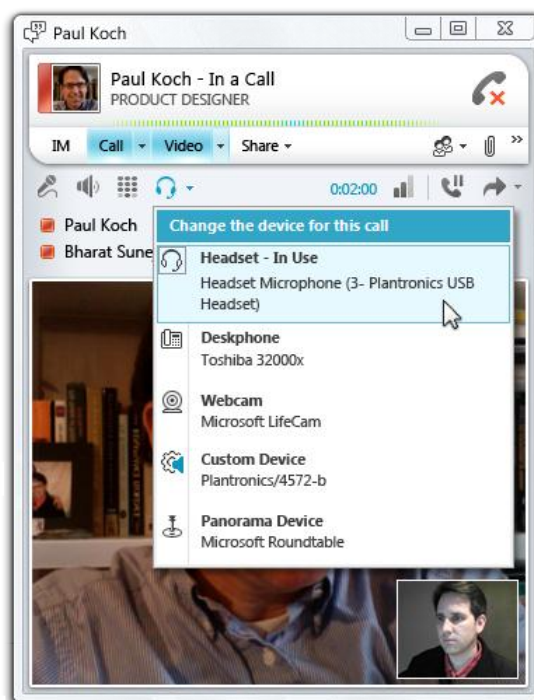 Paul Koch
Paul Koch - In a Call
PRODUCT DESIGNER
IM Call Video Share
0:02:00
Paul Koch
Bharat Sune
Change the device for this call
Headset - In Use
Headset Microphone (3- Plantronics USB
Headset)
Deskphone
Toshiba 32000x
Webcam
Microsoft LifeCam
Custom Device
Plantronics/4572-b
Panorama Device
Microsoft Roundtable